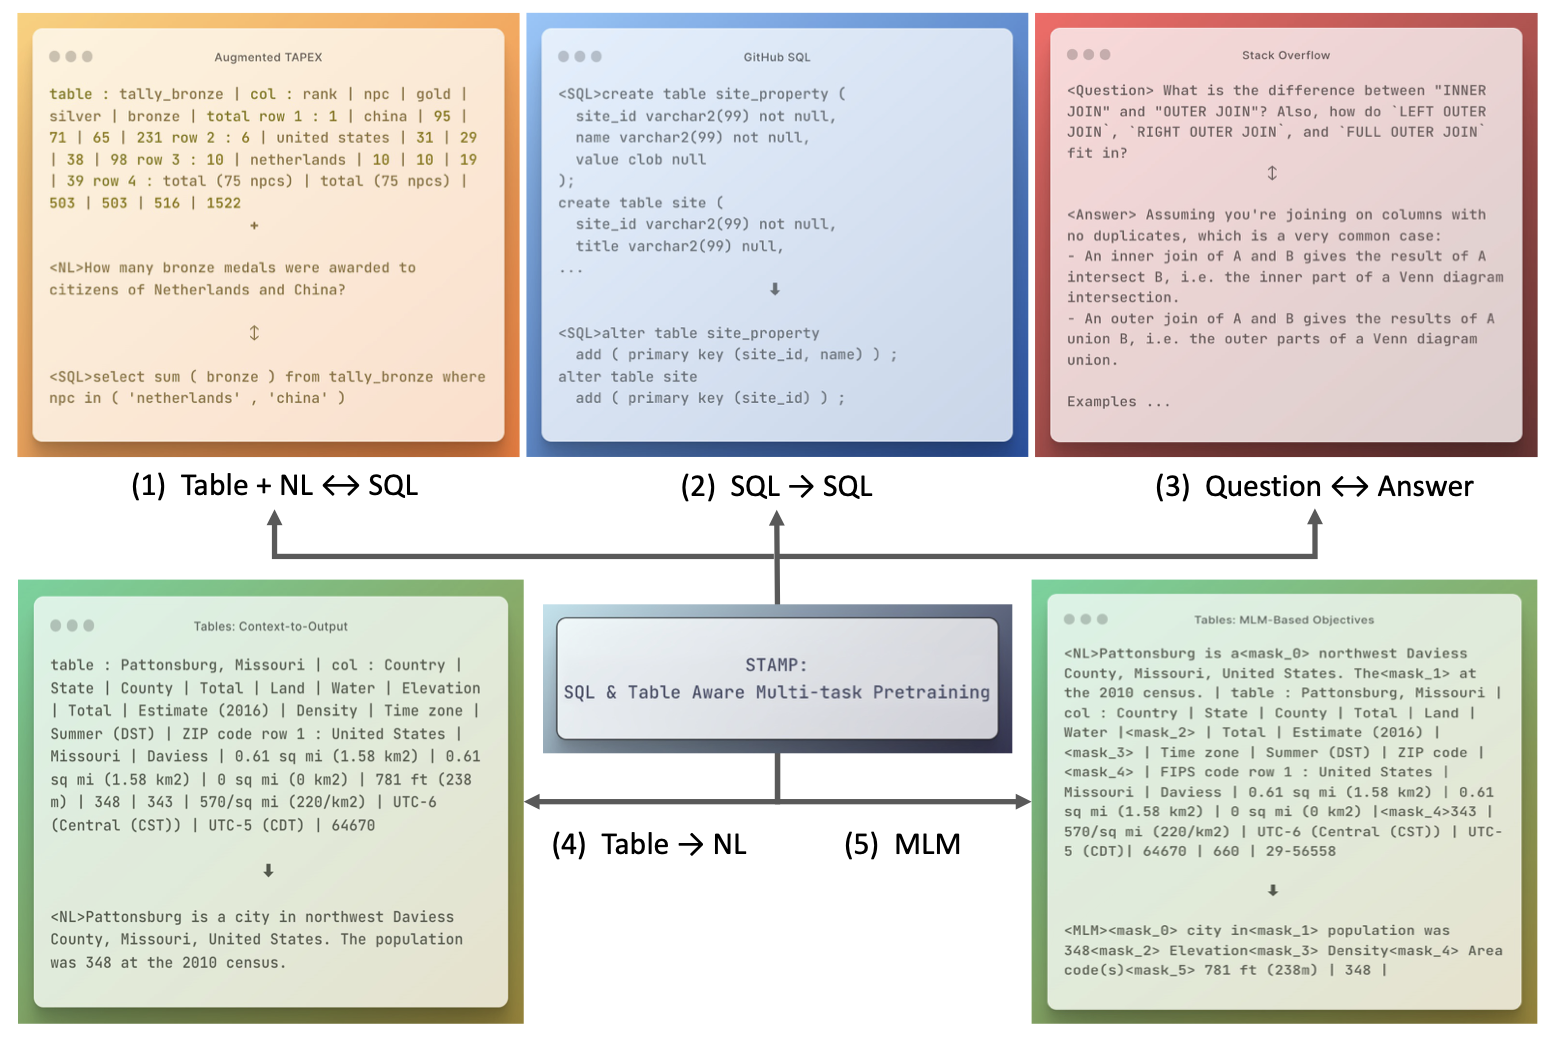 Augmented TAPEX
table : tally_bronze | col : rank | npc | gold |
silver | bronze | total row 1 : 1 | china | 95 |
71 | 65 | 231 row 2 : 6 | united states | 31 | 29
| 38 | 98 row 3 : 10 | netherlands | 10 | 10 | 19
| 39 row 4 : total (75 npcs) | total (75 npcs) |
503 | 503 | 516 | 1522
+
<NL>How many bronze medals were awarded to
citizens of Netherlands and China?
↕
<SQL>select sum ( bronze ) from tally_bronze where
npc in ( 'netherlands' , 'china' )
(1) Table + NL ↔ SQL
GitHub SQL
<SQL>create table site_property (
site_id varchar2(99) not null,
name varchar2(99) not null,
value clob null
);
create table site (
site_id varchar2(99) not null,
title varchar2(99) null,
...
⬇
<SQL>alter table site_property
add ( primary key (site_id, name) ) ;
alter table site
add ( primary key (site_id) ) ;
(2) SQL → SQL
Stack Overflow
<Question> What is the difference between "INNER
JOIN" and "OUTER JOIN"? Also, how do `LEFT OUTER
JOIN`, `RIGHT OUTER JOIN`, and `FULL OUTER JOIN`
fit in?
↕
<Answer> Assuming you're joining on columns with
no duplicates, which is a very common case:
- An inner join of A and B gives the result of A
intersect B, i.e. the inner part of a Venn diagram
intersection.
- An outer join of A and B gives the results of A
union B, i.e. the outer parts of a Venn diagram
union.
Examples ...
(3) Question ↔ Answer
Tables: Context-to-Output
table : Pattonsburg, Missouri | col : Country |
State | County | Total | Land | Water | Elevation
| Total | Estimate (2016) | Density | Time zone |
Summer (DST) | ZIP code row 1 : United States |
Missouri | Daviess | 0.61 sq mi (1.58 km2) | 0.61
sq mi (1.58 km2) | 0 sq mi (0 km2) | 781 ft (238
m) | 348 | 343 | 570/sq mi (220/km2) | UTC-6
(Central (CST)) | UTC-5 (CDT) | 64670
⬇
<NL>Pattonsburg is a city in northwest Daviess
County, Missouri, United States. The population
was 348 at the 2010 census.
STAMP:
SQL & Table Aware Multi-task Pretraining
(4) Table → NL
(5) MLM
Tables: MLM-Based Objectives
<NL>Pattonsburg is a<mask_0> northwest Daviess
County, Missouri, United States. The<mask_1> at
the 2010 census. | table : Pattonsburg, Missouri |
col : Country | State | County | Total | Land |
Water |<mask_2> | Total | Estimate (2016) |
<mask_3> | Time zone | Summer (DST) | ZIP code |
<mask_4> | FIPS code row 1 : United States |
Missouri | Daviess | 0.61 sq mi (1.58 km2) | 0.61
sq mi (1.58 km2) | 0 sq mi (0 km2) |<mask_4>343 |
570/sq mi (220/km2) | UTC-6 (Central (CST)) | UTC-
5 (CDT)| 64670 | 660 | 29-56558
⬇
<MLM><mask_0> city in<mask_1> population was
348<mask_2> Elevation<mask_3> Density<mask_4> Area
code(s)<mask_5> 781 ft (238m) | 348 |